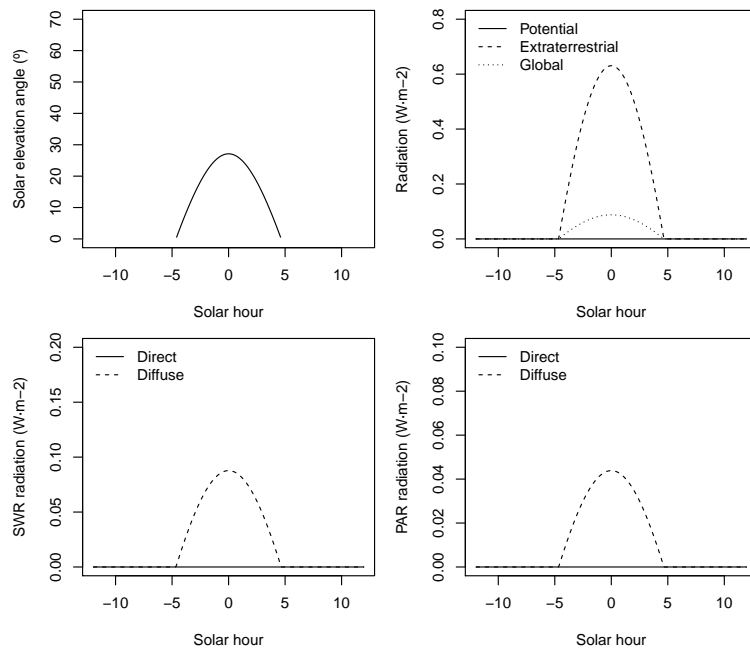 Solar elevation angle (º)
70
60
50
40
30
20
10
0
−10 −5 0 5 10
Solar hour
Radiation (W·m−2)
0.8
0.6
0.4
0.2
0.0
Potential
Extraterrestrial
Global
−10 −5 0 5 10
Solar hour
SWR radiation (W·m−2)
0.20
0.15
0.10
0.05
0.00
Direct
Diffuse
−10 −5 0 5 10
Solar hour
PAR radiation (W·m−2)
0.10
0.08
0.06
0.04
0.02
0.00
Direct
Diffuse
−10 −5 0 5 10
Solar hour